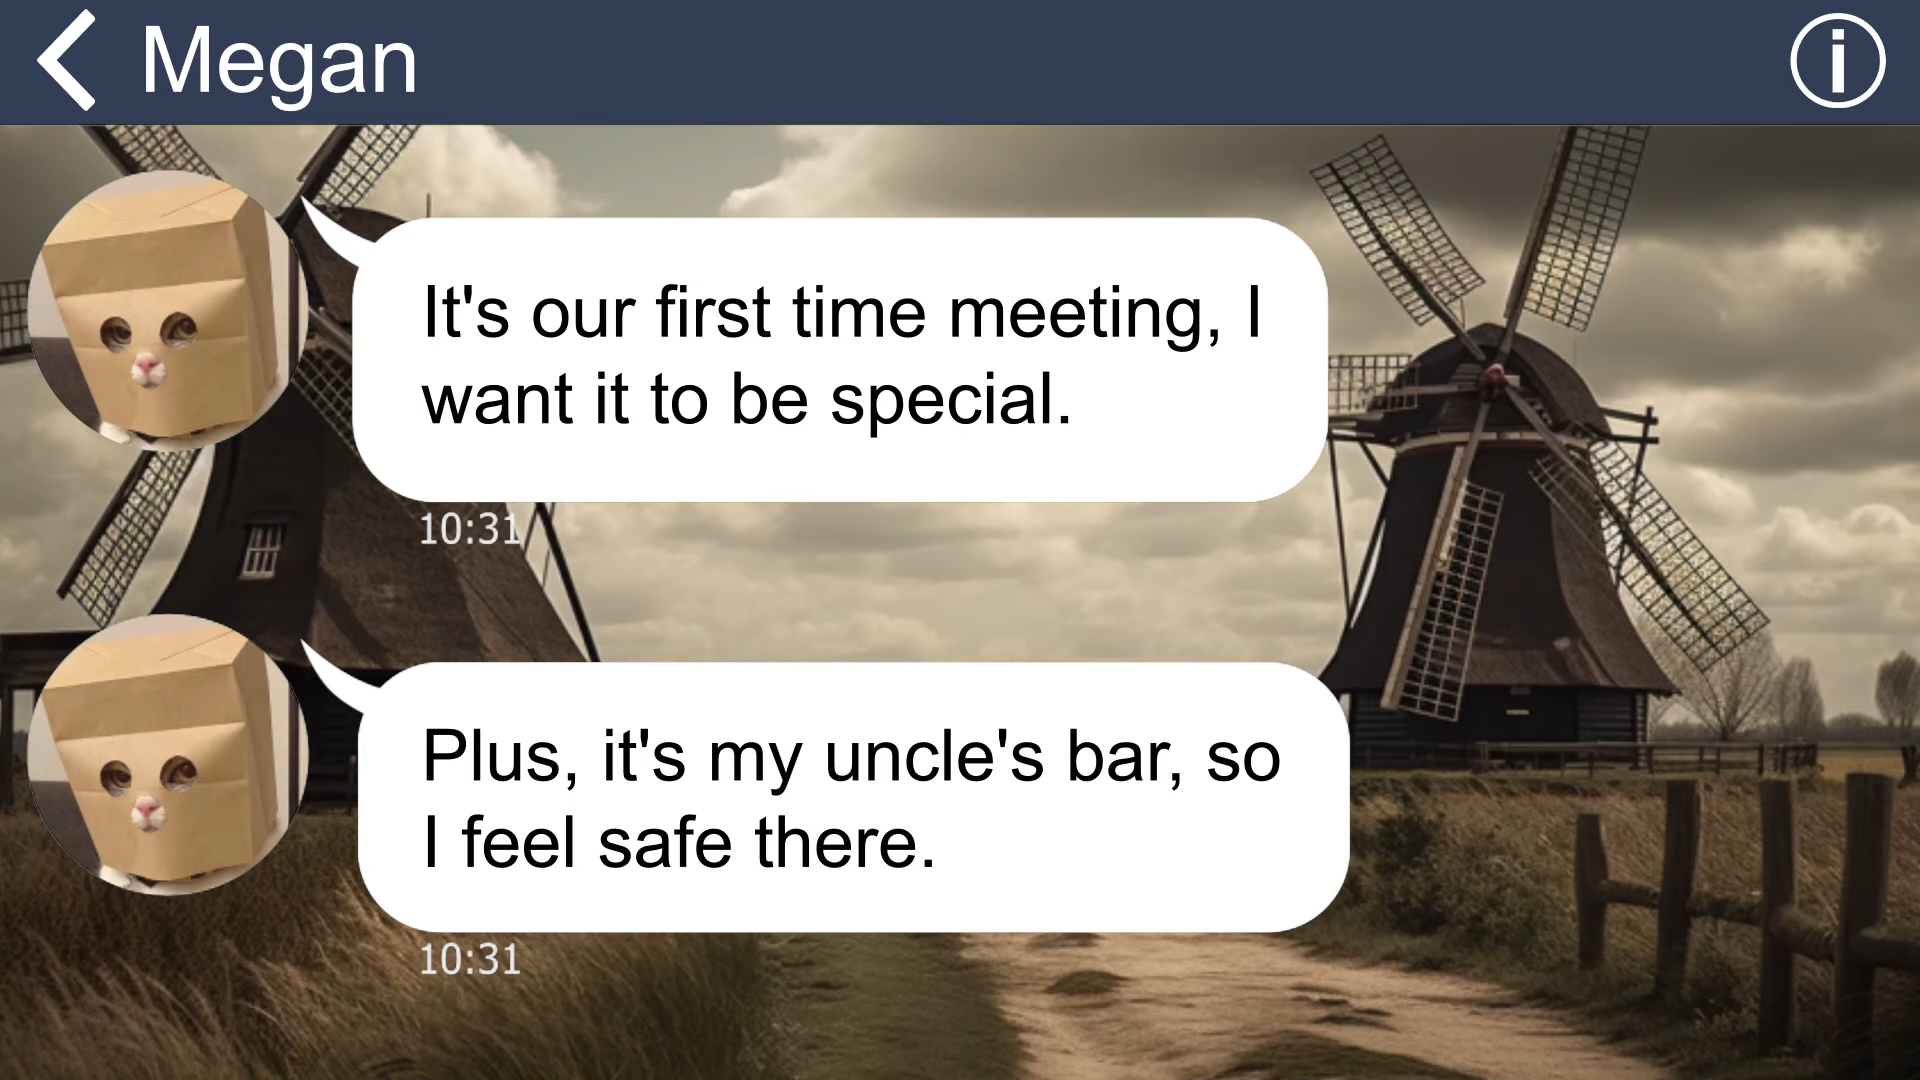 Megan
It's our first time meeting, I
want it to be special.
10:31
Plus, it's my uncle's bar, so
I feel safe there.
10:31